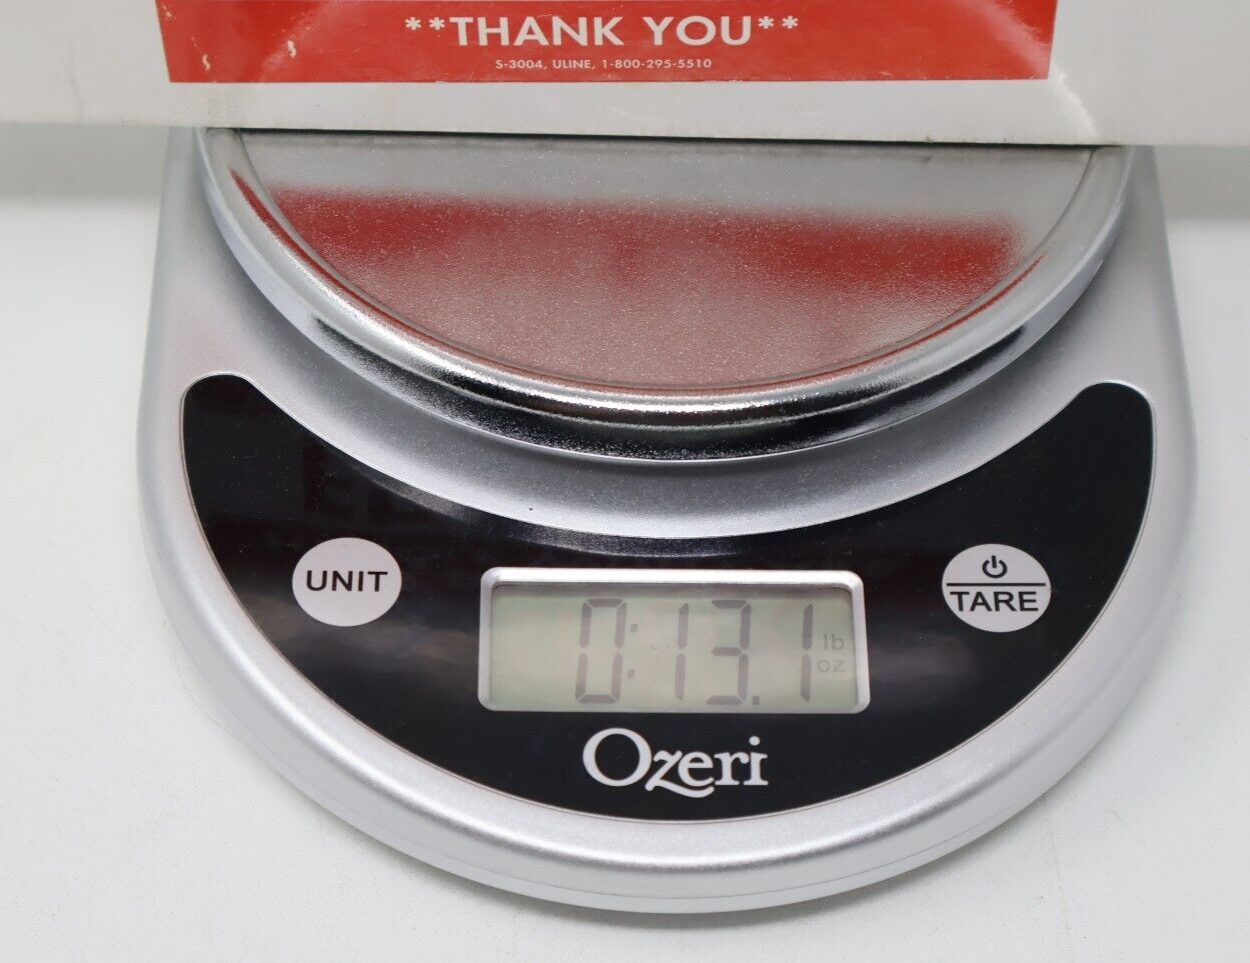 **THANK YOU**
S-3004, ULINE, 1-800-295-5510
UNIT
TARE
0:13.1 lb
oz
Ozeri